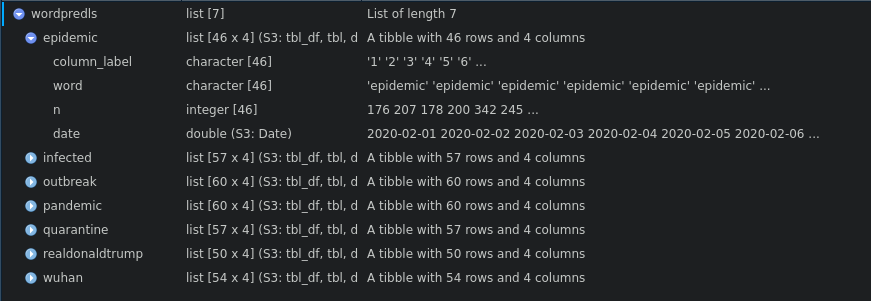 wordpredls list [7] List of length 7
epidemic list [46 x 4] (S3: tbl_df, tbl, d A tibble with 46 rows and 4 columns
column_label character [46] '1' '2' '3' '4' '5' '6' ...
word character [46] 'epidemic' 'epidemic' 'epidemic' 'epidemic' 'epidemic' 'epidemic' ...
n integer [46] 176 207 178 200 342 245 ...
date double (S3: Date) 2020-02-01 2020-02-02 2020-02-03 2020-02-04 2020-02-05 2020-02-06 ...
infected list [57 x 4] (S3: tbl_df, tbl, d A tibble with 57 rows and 4 columns
outbreak list [60 x 4] (S3: tbl_df, tbl, d A tibble with 60 rows and 4 columns
pandemic list [60 x 4] (S3: tbl_df, tbl, d A tibble with 60 rows and 4 columns
quarantine list [57 x 4] (S3: tbl_df, tbl, d A tibble with 57 rows and 4 columns
realdonaldtrump list [50 x 4] (S3: tbl_df, tbl, d A tibble with 50 rows and 4 columns
wuhan list [54 x 4] (S3: tbl_df, tbl, d A tibble with 54 rows and 4 columns